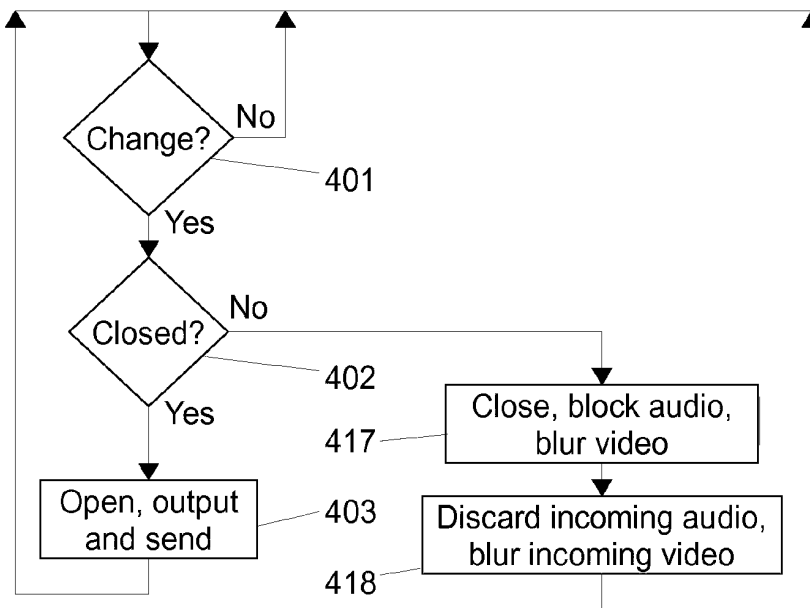 Change?
No
401
Yes
Closed?
No
402
Yes
Close, block audio,
blur video
417
Open, output
and send
403
Discard incoming audio,
blur incoming video
418